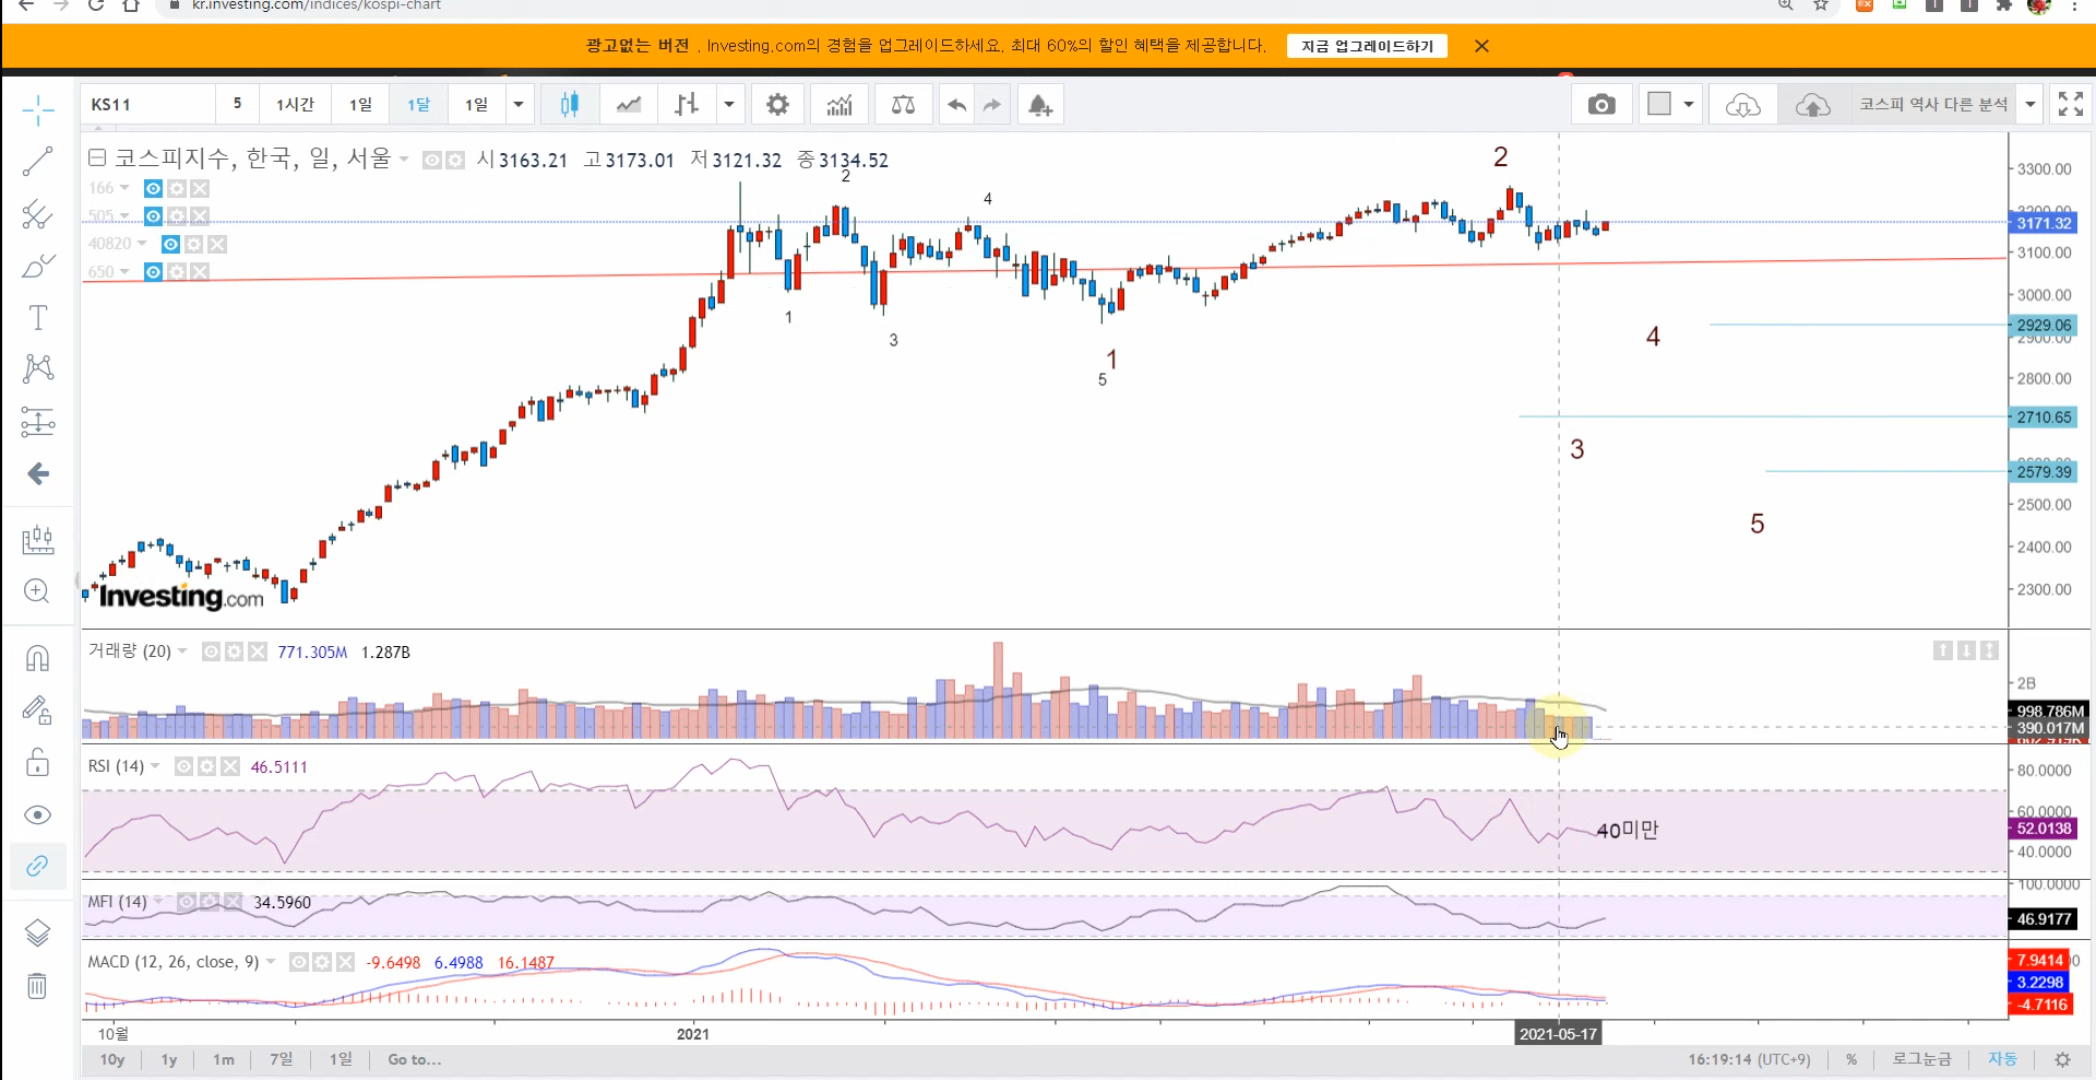 kr.investing.com/indices/kospi-chart
광고없는 버전 . Investing.com의 경험을 업그레이드하세요. 최대 60%의 할인 혜택을 제공합니다.
지금 업그레이드하기
KS11 5 1시간 1일 1달 1일
코스피 역사 다른 분석
코스피지수, 한국, 일, 서울 시3163.21 고3173.01 저3121.32 종3134.52
166
505
40820
650
2
4
1
3
5
1
2
4
3
5
3300.00
3200.00
3171.32
3100.00
3000.00
2929.06
2900.00
2800.00
2710.65
2579.39
2500.00
2400.00
2300.00
Investing.com
거래량 (20) 771.305M 1.287B
2B
998.786M
390.017M
RSI (14) 46.5111
80.0000
60.0000
52.0138
40.0000
40미만
MFI (14) 34.5960
100.0000
46.9177
MACD (12, 26, close, 9) -9.6498 6.4988 16.1487
7.9414
3.2298
-4.7116
10월 2021 2021-05-17
10y 1y 1m 7일 1일 Go to...
16:19:14 (UTC+9) % 로그눈금 자동